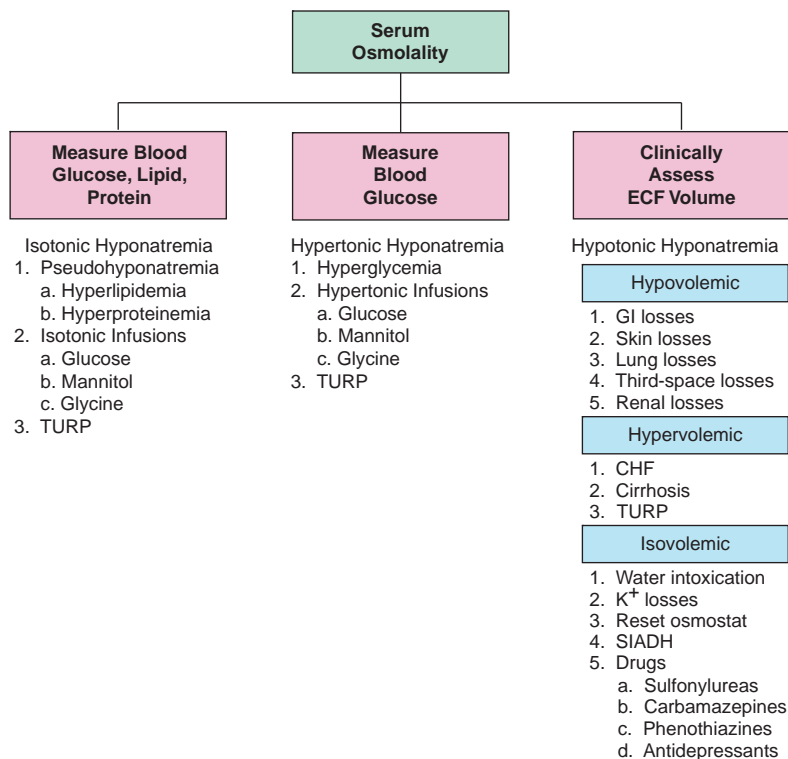 Serum
Osmolality
Measure Blood
Glucose, Lipid,
Protein
Isotonic Hyponatremia
1. Pseudohyponatremia
a. Hyperlipidemia
b. Hyperproteinemia
2. Isotonic Infusions
a. Glucose
b. Mannitol
c. Glycine
3. TURP
Measure
Blood
Glucose
Hypertonic Hyponatremia
1. Hyperglycemia
2. Hypertonic Infusions
a. Glucose
b. Mannitol
c. Glycine
3. TURP
Clinically
Assess
ECF Volume
Hypotonic Hyponatremia
Hypovolemic
1. GI losses
2. Skin losses
3. Lung losses
4. Third-space losses
5. Renal losses
Hypervolemic
1. CHF
2. Cirrhosis
3. TURP
Isovolemic
1. Water intoxication
2. K+ losses
3. Reset osmostat
4. SIADH
5. Drugs
a. Sulfonylureas
b. Carbamazepines
c. Phenothiazines
d. Antidepressants